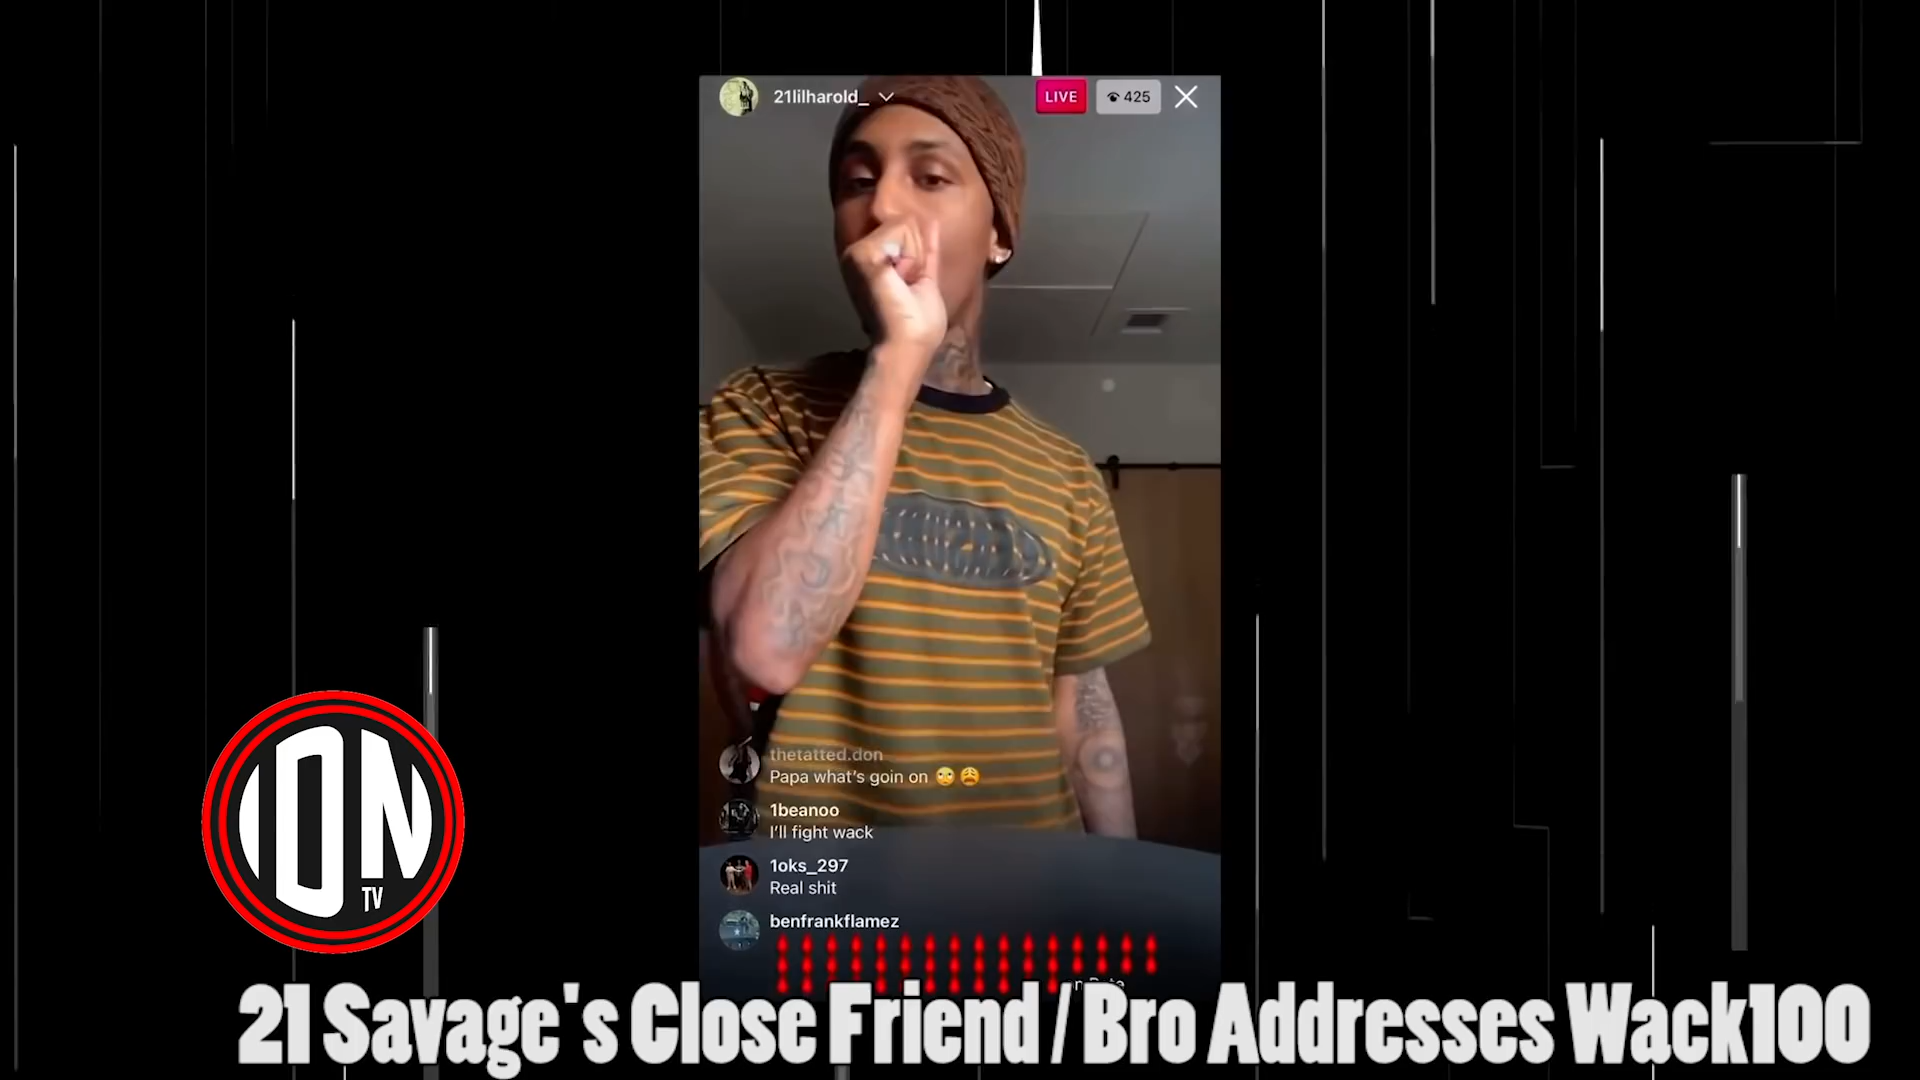 21lilharold_
LIVE
425
thetatted.don
Papa what's goin on 🙄😩
1beanoo
I'll fight wack
1oks_297
Real shit
benfrankflamez
ION
TV
21 Savage's Close Friend / Bro Addresses Wack100